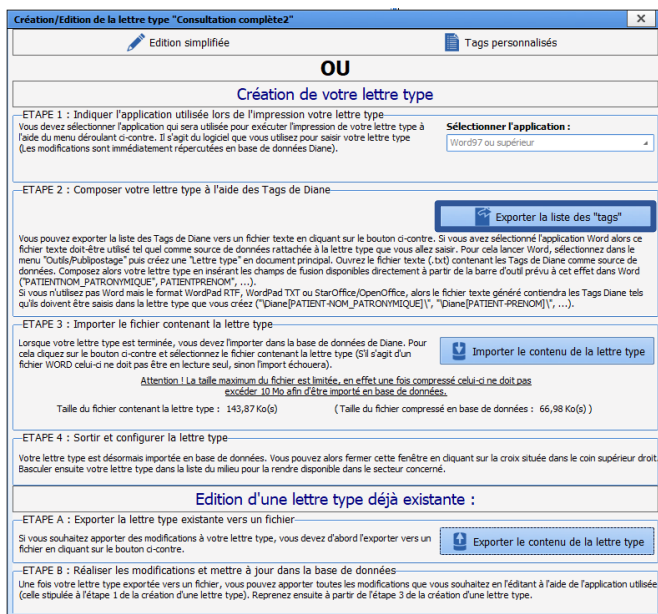 Création/Edition de la lettre type "Consultation complète2"
Edition simplifiée
Tags personnalisés
OU
Création de votre lettre type
ETAPE 1 : Indiquer l'application utilisée lors de l'impression votre lettre type
Vous devez sélectionner l'application qui sera utilisée pour exécuter l'impression de votre lettre type à
l'aide du menu déroulant ci-contre. Il s'agit du logiciel que vous utilisez pour saisir votre lettre type
(Les modifications sont immédiatement répercutées en base de données Diane).
Sélectionner l'application :
Word97 ou supérieur
ETAPE 2 : Composer votre lettre type à l'aide des Tags de Diane
Exporter la liste des "tags"
Vous pouvez exporter la liste des Tags de Diane vers un fichier texte en cliquant sur le bouton ci-contre. Si vous avez sélectionné l'application Word alors ce
fichier texte doit-être utilisé tel quel comme source de données rattachée à la lettre type que vous allez saisir. Pour cela lancer Word, sélectionnez dans le
menu "Outils/Publipostage" puis créez une "Lettre type" en document principal. Ouvrez le fichier texte (.txt) contenant les Tags de Diane comme source de
données. Composez alors votre lettre type en insérant les champs de fusion disponibles directement à partir de la barre d'outil prévu à cet effet dans Word
("PATIENTNOM_PATRONYMIQUE", PATIENTPRENOM", ...).
Si vous n'utilisez pas Word mais le format WordPad RTF, WordPad TXT ou StarOffice/OpenOffice, alors le fichier texte généré contiendra les Tags Diane tels
qu'ils doivent être saisis dans la lettre type que vous créez ("\Diane[PATIENT-NOM_PATRONYMIQUE]\", "\Diane[PATIENT-PRENOM]\", ...).
ETAPE 3 : Importer le fichier contenant la lettre type
Lorsque votre lettre type est terminée, vous devez l'importer dans la base de données de Diane. Pour
cela cliquez sur le bouton ci-contre et sélectionnez le fichier contenant la lettre type (S'il s'agit d'un
fichier WORD celui-ci ne doit pas être en lecture seul, sinon l'import échouera).
Importer le contenu de la lettre type
Attention ! La taille maximum du fichier est limitée, en effet une fois compressé celui-ci ne doit pas
excéder 10 Mo afin d'être importé en base de données.
Taille du fichier contenant la lettre type : 143,87 Ko(s)
( Taille du fichier compressé en base de données : 66,98 Ko(s) )
ETAPE 4 : Sortir et configurer la lettre type
Votre lettre type est désormais importée en base de données. Vous pouvez alors fermer cette fenêtre en cliquant sur la croix située dans le coin supérieur droit.
Basculer ensuite votre lettre type dans la liste du milieu pour la rendre disponible dans le secteur concerné.
Edition d'une lettre type déjà existante :
ETAPE A : Exporter la lettre type existante vers un fichier
Si vous souhaitez apporter des modifications à votre lettre type, vous devez d'abord l'exporter vers un
fichier en cliquant sur le bouton ci-contre.
Exporter le contenu de la lettre type
ETAPE B : Réaliser les modifications et mettre à jour dans la base de données
Une fois votre lettre type exportée vers un fichier, vous pouvez apporter toutes les modifications que vous souhaitez en l'éditant à l'aide de l'application utilisée
(celle stipulée à l'étape 1 de la création d'une lettre type). Reprenez ensuite à partir de l'étape 3 de la création d'une lettre type.